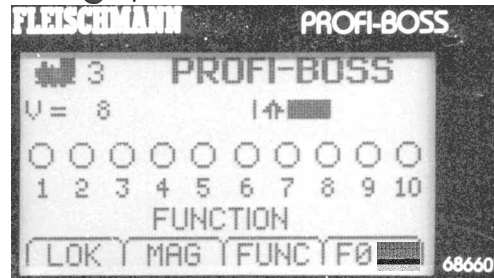 FLEISCHMANN PROFI-BOSS
3 PROFI-BOSS
V = 8
1 2 3 4 5 6 7 8 9 10
FUNCTION
LOK MAG FUNC F0
68660